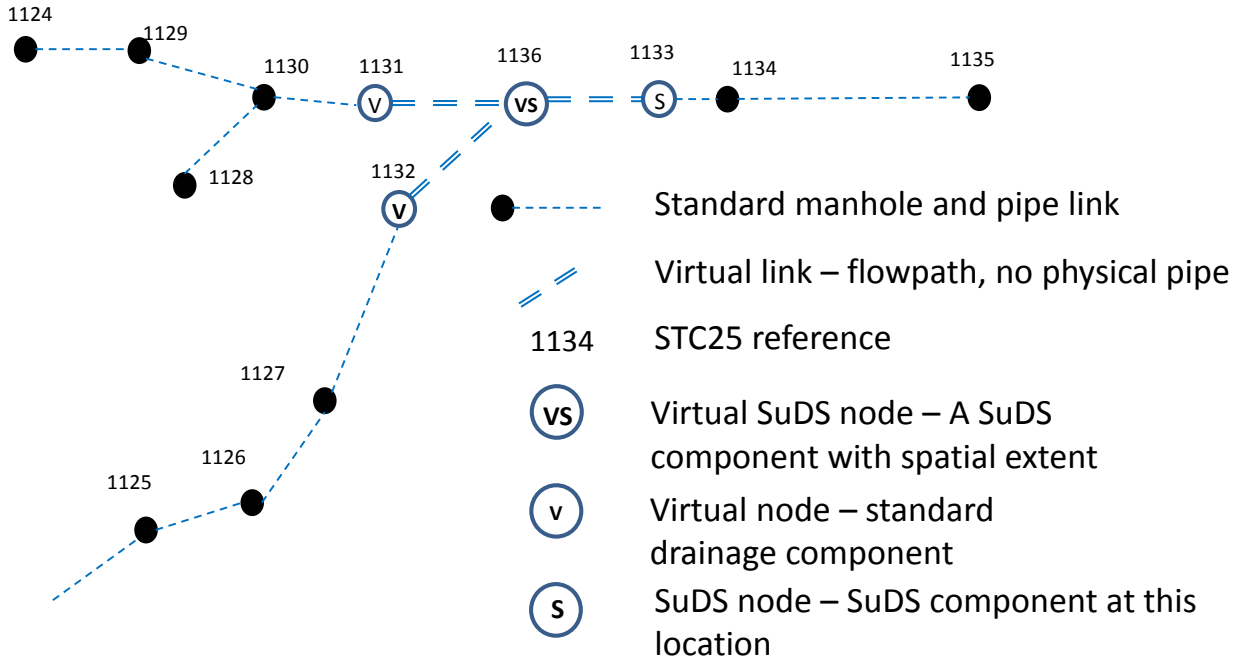 1124
1129
1130
1131
1136
1133
1134
1135
V
VS
S
1128
1132
V
Standard manhole and pipe link
Virtual link – flowpath, no physical pipe
1134 STC25 reference
1127
VS Virtual SuDS node – A SuDS
component with spatial extent
1126
1125
V Virtual node – standard
drainage component
S SuDS node – SuDS component at this
location